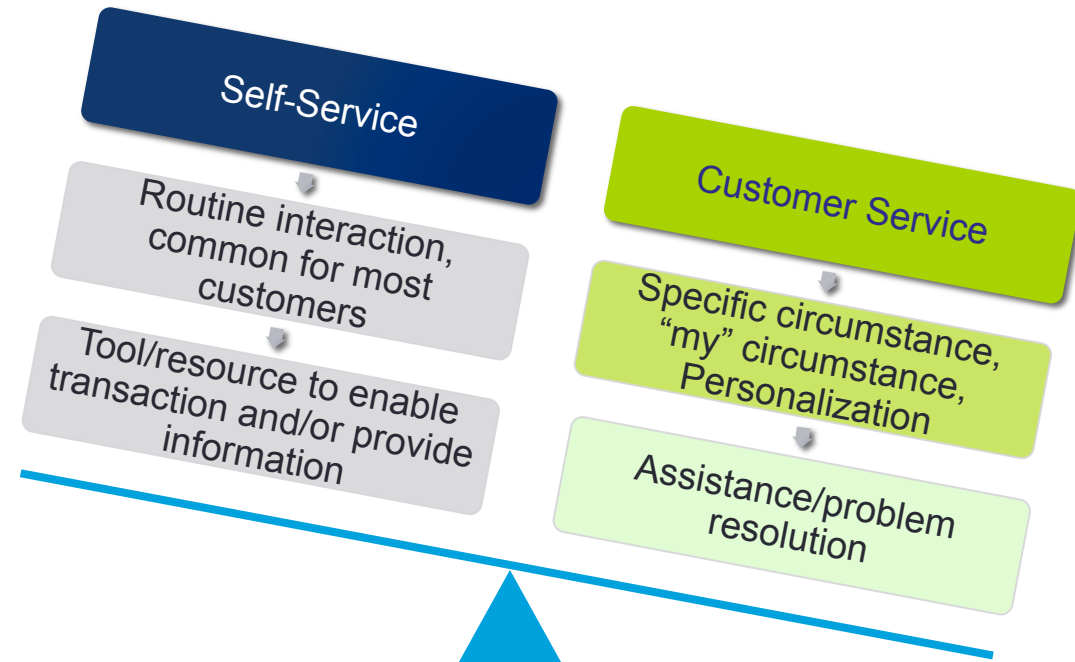 Self-Service
Routine interaction,
common for most
customers
Tool/resource to enable
transaction and/or provide
information
Customer Service
Specific circumstance,
“my” circumstance,
Personalization
Assistance/problem
resolution